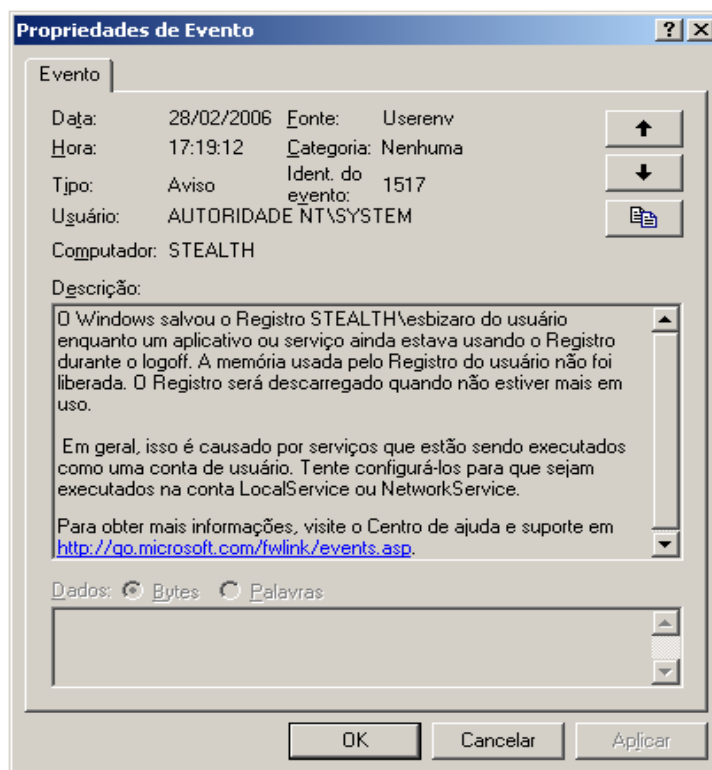 Propriedades de Evento
Evento
Data: 28/02/2006 Fonte: Userenv
Hora: 17:19:12 Categoria: Nenhuma
Tipo: Aviso Ident. do evento: 1517
Usuário: AUTORIDADE NT\SYSTEM
Computador: STEALTH
Descrição:
O Windows salvou o Registro STEALTH\esbizaro do usuário
enquanto um aplicativo ou serviço ainda estava usando o Registro
durante o logoff. A memória usada pelo Registro do usuário não foi
liberada. O Registro será descarregado quando não estiver mais em
uso.
Em geral, isso é causado por serviços que estão sendo executados
como uma conta de usuário. Tente configurá-los para que sejam
executados na conta LocalService ou NetworkService.
Para obter mais informações, visite o Centro de ajuda e suporte em
http://go.microsoft.com/fwlink/events.asp.
Dados: Bytes Palavras
OK Cancelar Aplicar